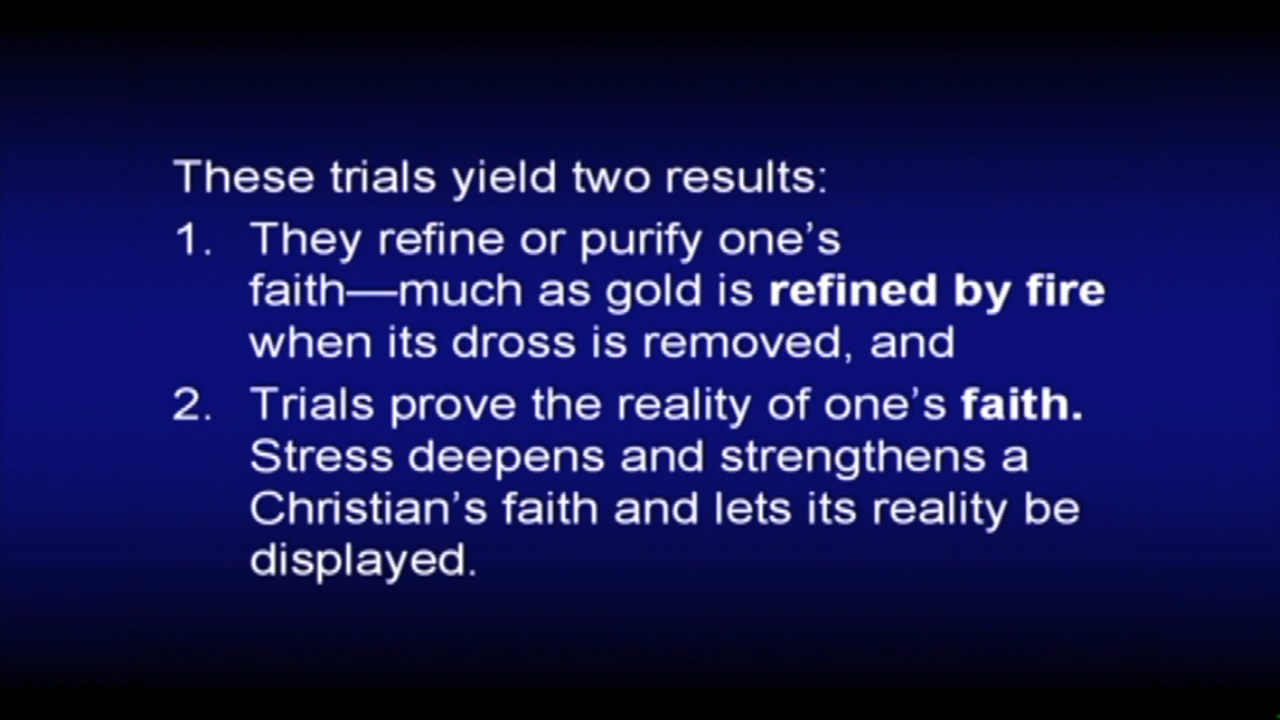 These trials yield two results:
1. They refine or purify one’s
faith—much as gold is refined by fire
when its dross is removed, and
2. Trials prove the reality of one’s faith.
Stress deepens and strengthens a
Christian’s faith and lets its reality be
displayed.